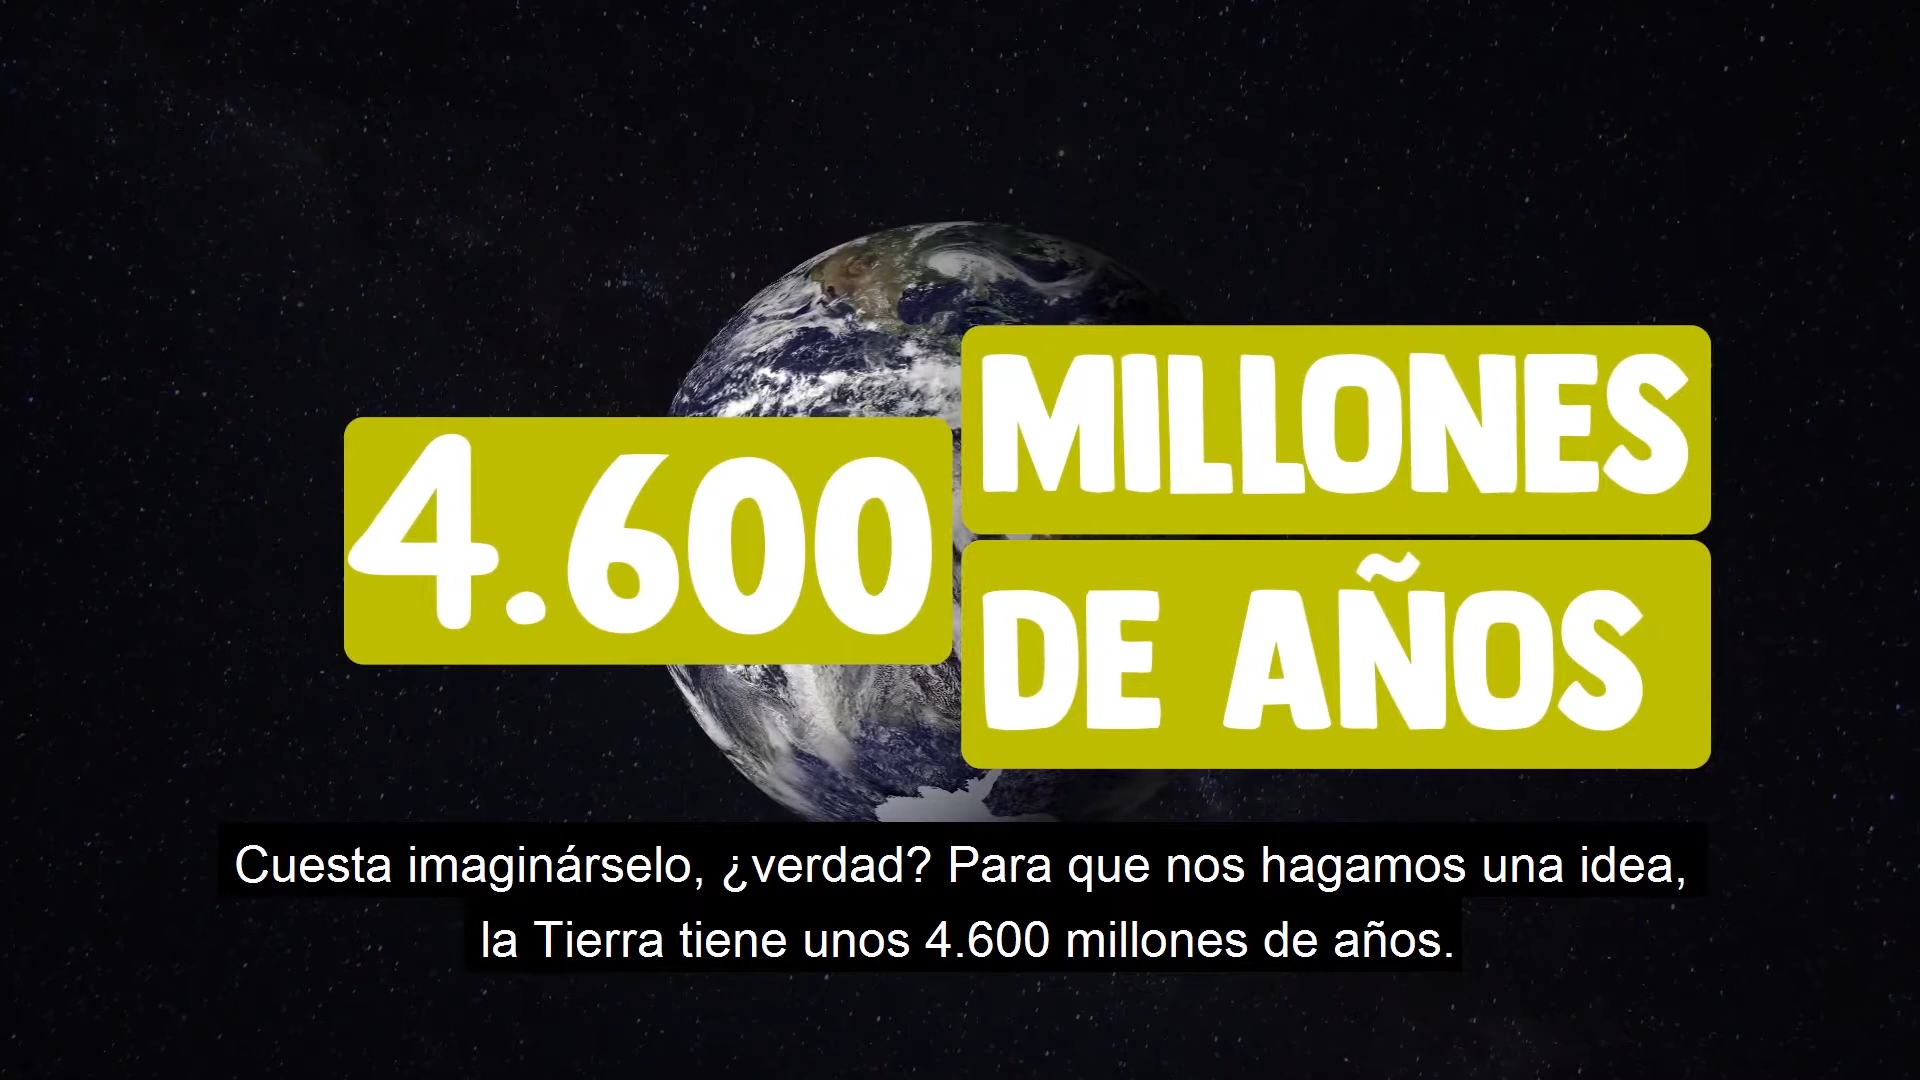 4.600
MILLONES
DE AÑOS
Cuesta imaginárselo, ¿verdad? Para que nos hagamos una idea,
la Tierra tiene unos 4.600 millones de años.